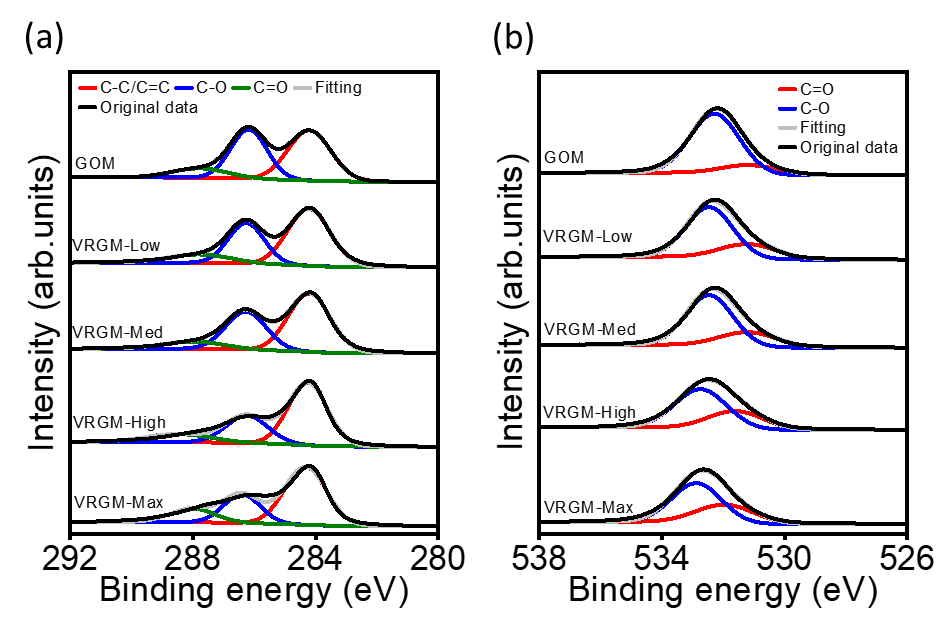 (a)
C-C/C=C C-O C=O Fitting
Original data
GOM
VRGM-Low
VRGM-Med
VRGM-High
VRGM-Max
292 288 284 280
Binding energy (eV)
Intensity (arb.units)
(b)
C=O
C-O
Fitting
Original data
GOM
VRGM-Low
VRGM-Med
VRGM-High
VRGM-Max
538 534 530 526
Binding energy (eV)
Intensity (arb.units)